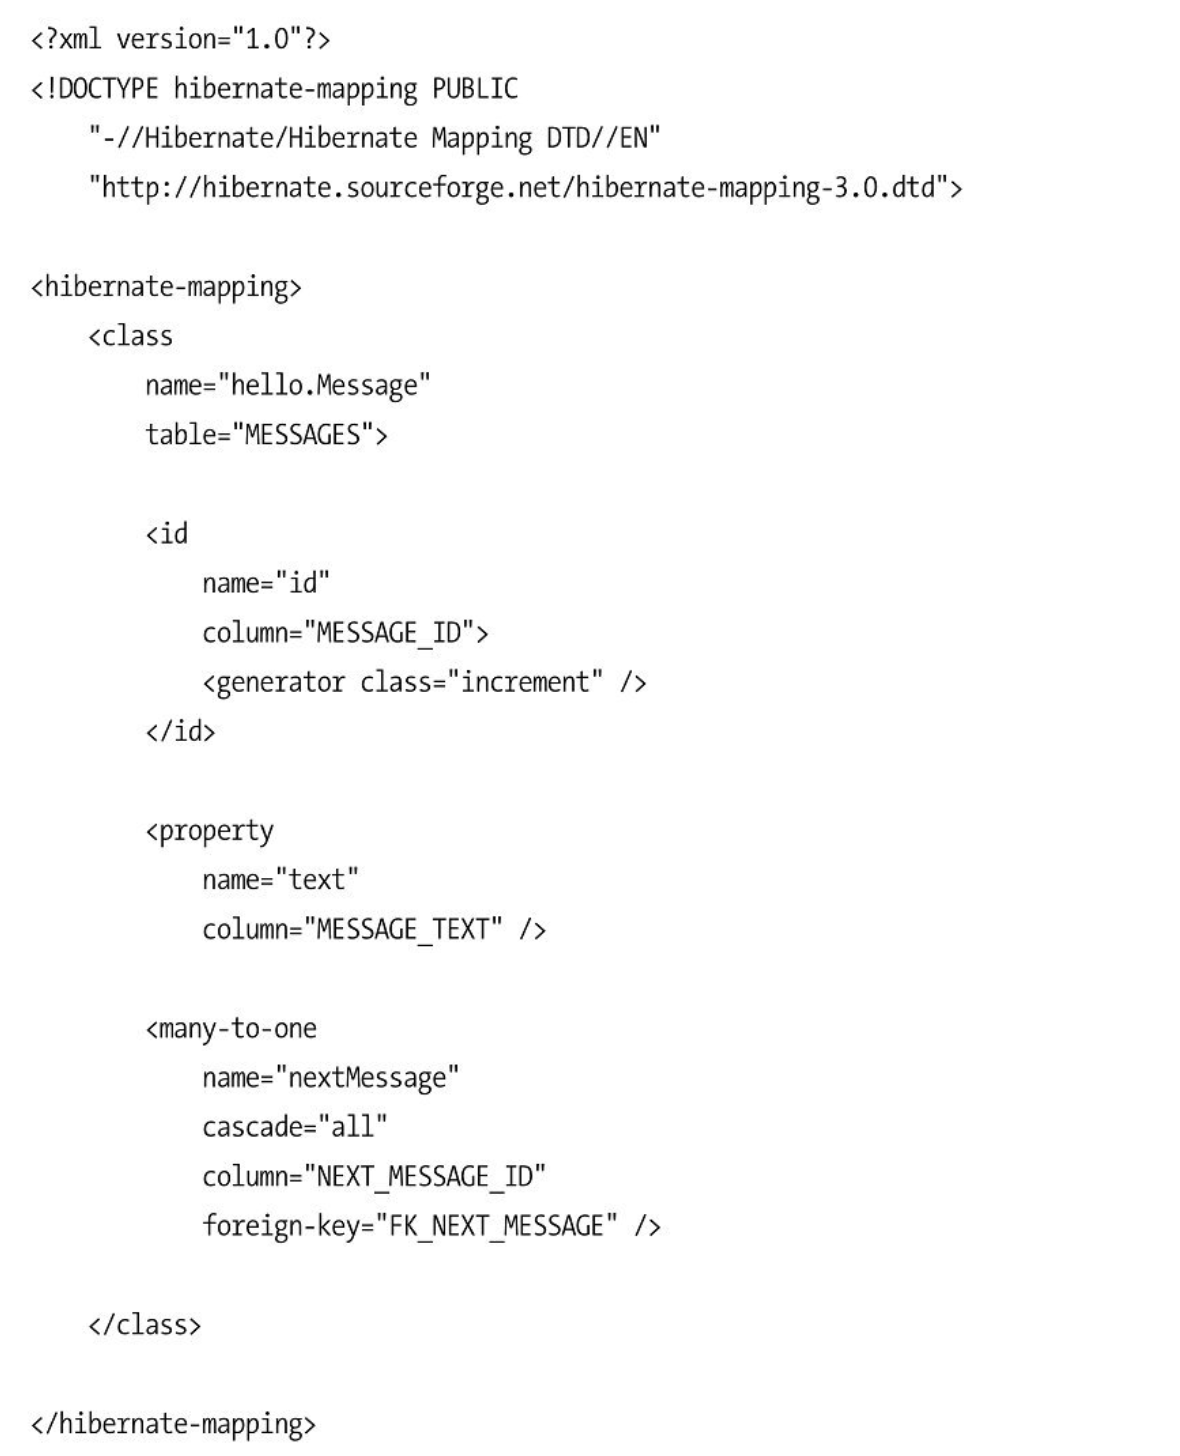 <?xml version="1.0"?>
<!DOCTYPE hibernate-mapping PUBLIC
    "-//Hibernate/Hibernate Mapping DTD//EN"
    "http://hibernate.sourceforge.net/hibernate-mapping-3.0.dtd">

<hibernate-mapping>
    <class
        name="hello.Message"
        table="MESSAGES">

        <id
            name="id"
            column="MESSAGE_ID">
            <generator class="increment" />
        </id>

        <property
            name="text"
            column="MESSAGE_TEXT" />

        <many-to-one
            name="nextMessage"
            cascade="all"
            column="NEXT_MESSAGE_ID"
            foreign-key="FK_NEXT_MESSAGE" />

    </class>

</hibernate-mapping>